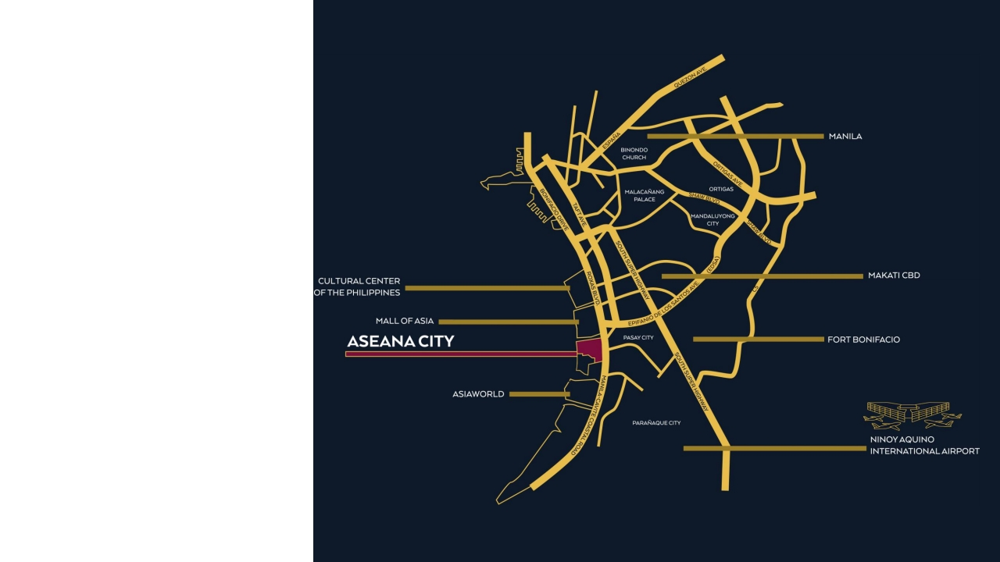 QUEZON AVE
MANILA
ESPAÑA
BINONDO
CHURCH
ORTIGAS AVE
ORTIGAS
MALACAÑANG
PALACE
SHAW BLVD
BONIFACIO DRIVE
TAFT AVE
MANDALUYONG
CITY
SHAW BLVD
SOUTH SUPER HIGHWAY
(EDSA)
MAKATI CBD
CULTURAL CENTER
OF THE PHILIPPINES
ROXAS BLVD.
C5
EPIFANIO DE LOS SANTOS AVE.
MALL OF ASIA
PASAY CITY
FORT BONIFACIO
ASEANA CITY
SOUTH SUPER HIGHWAY
ASIAWORLD
MANILA-CAVITE COASTAL ROAD
PARAÑAQUE CITY
NINOY AQUINO
INTERNATIONAL AIRPORT